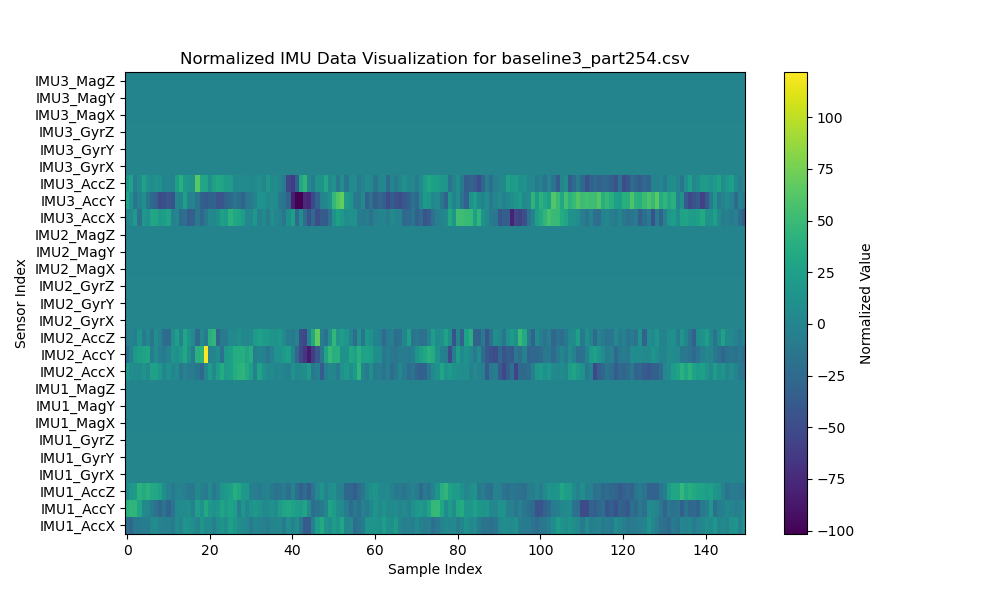 Normalized IMU Data Visualization for baseline3_part254.csv
IMU3_MagZ
IMU3_MagY
IMU3_MagX
IMU3_GyrZ
IMU3_GyrY
IMU3_GyrX
IMU3_AccZ
IMU3_AccY
IMU3_AccX
IMU2_MagZ
IMU2_MagY
IMU2_MagX
IMU2_GyrZ
IMU2_GyrY
IMU2_GyrX
IMU2_AccZ
IMU2_AccY
IMU2_AccX
IMU1_MagZ
IMU1_MagY
IMU1_MagX
IMU1_GyrZ
IMU1_GyrY
IMU1_GyrX
IMU1_AccZ
IMU1_AccY
IMU1_AccX
Sensor Index
0 20 40 60 80 100 120 140
Sample Index
100
75
50
25
0
−25
−50
−75
−100
Normalized Value